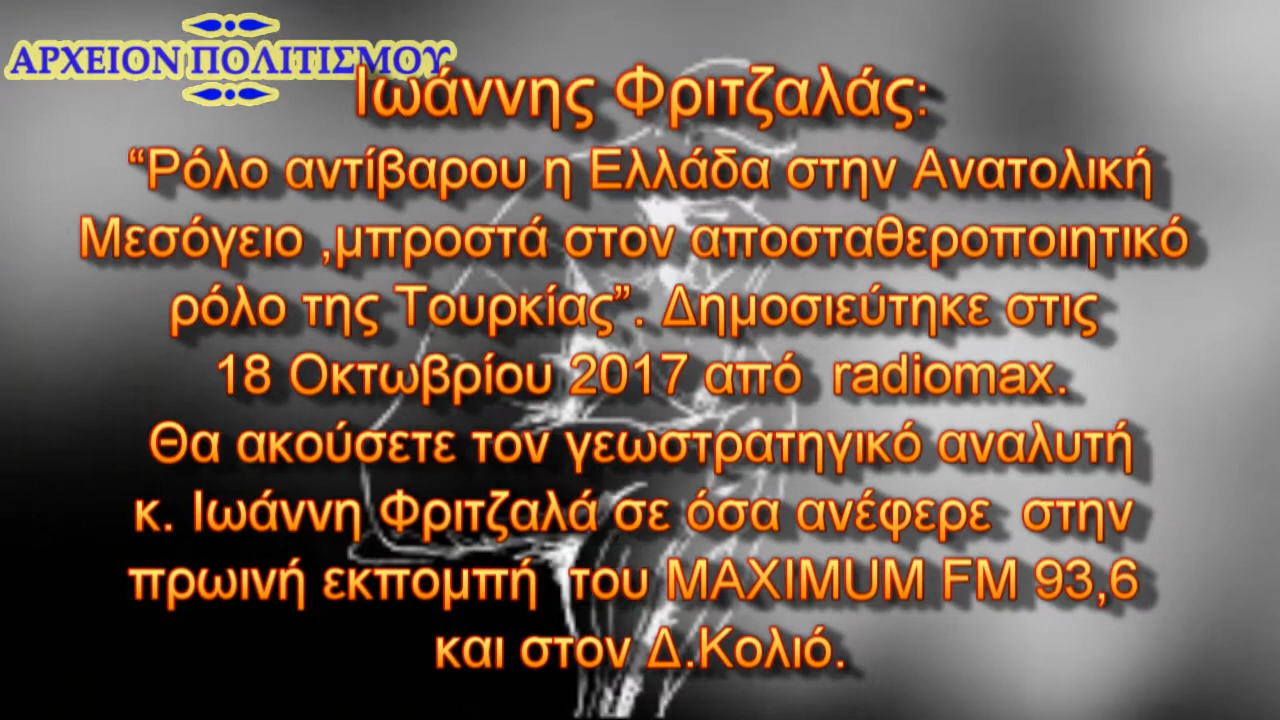 ΑΡΧΕΙΟΝ ΠΟΛΙΤΙΣΜΟΥ
Ιωάννης Φριτζαλάς:
“Ρόλο αντίβαρου η Ελλάδα στην Ανατολική
Μεσόγειο ,μπροστά στον αποσταθεροποιητικό
ρόλο της Τουρκίας”. Δημοσιεύτηκε στις
18 Οκτωβρίου 2017 από radiomax.
Θα ακούσετε τον γεωστρατηγικό αναλυτή
κ. Ιωάννη Φριτζαλά σε όσα ανέφερε στην
πρωινή εκπομπή του MAXIMUM FM 93,6
και στον Δ.Κολιό.